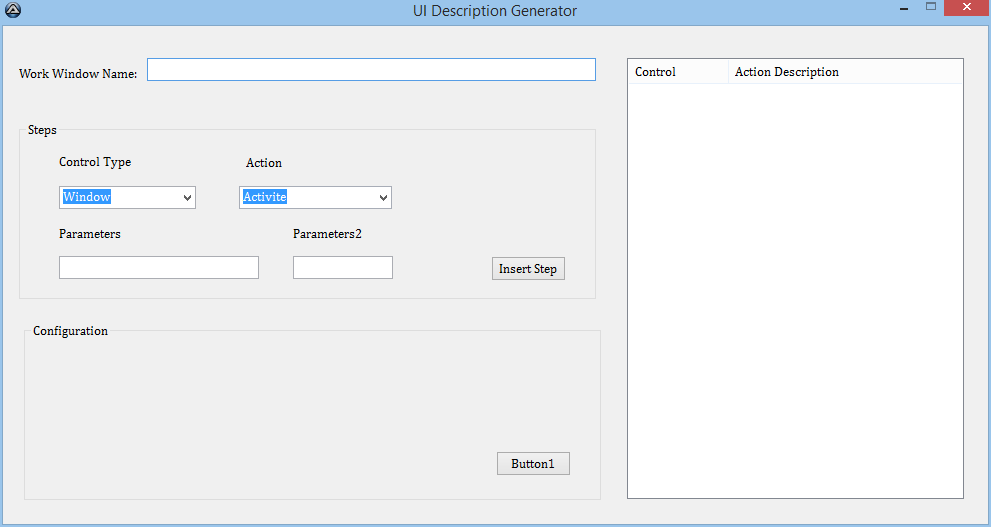 UI Description Generator
Work Window Name:
Control Action Description
Steps
Control Type Action
Window Activite
Parameters Parameters2
Insert Step
Configuration
Button1